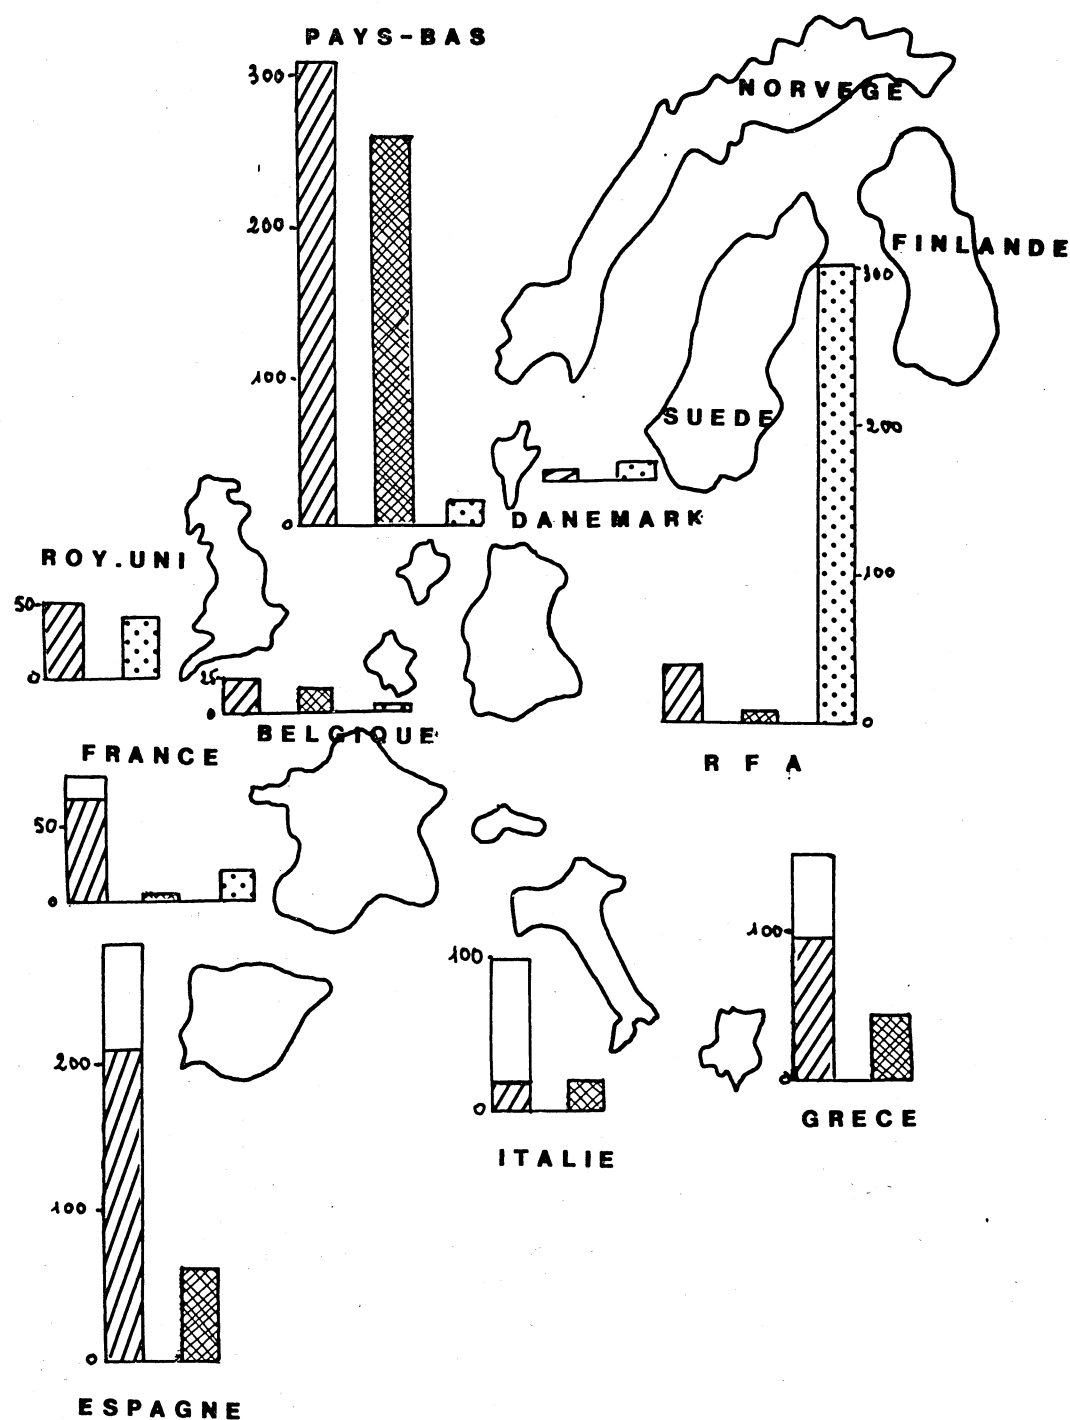 PAYS-BAS
300
200
100
0
NORVEGE
FINLANDE
SUEDE
DANEMARK
ROY.UNI
50
0
25
0
BELGIQUE
300
200
100
0
R F A
FRANCE
50
0
200
100
0
ESPAGNE
100
0
ITALIE
100
0
GRECE